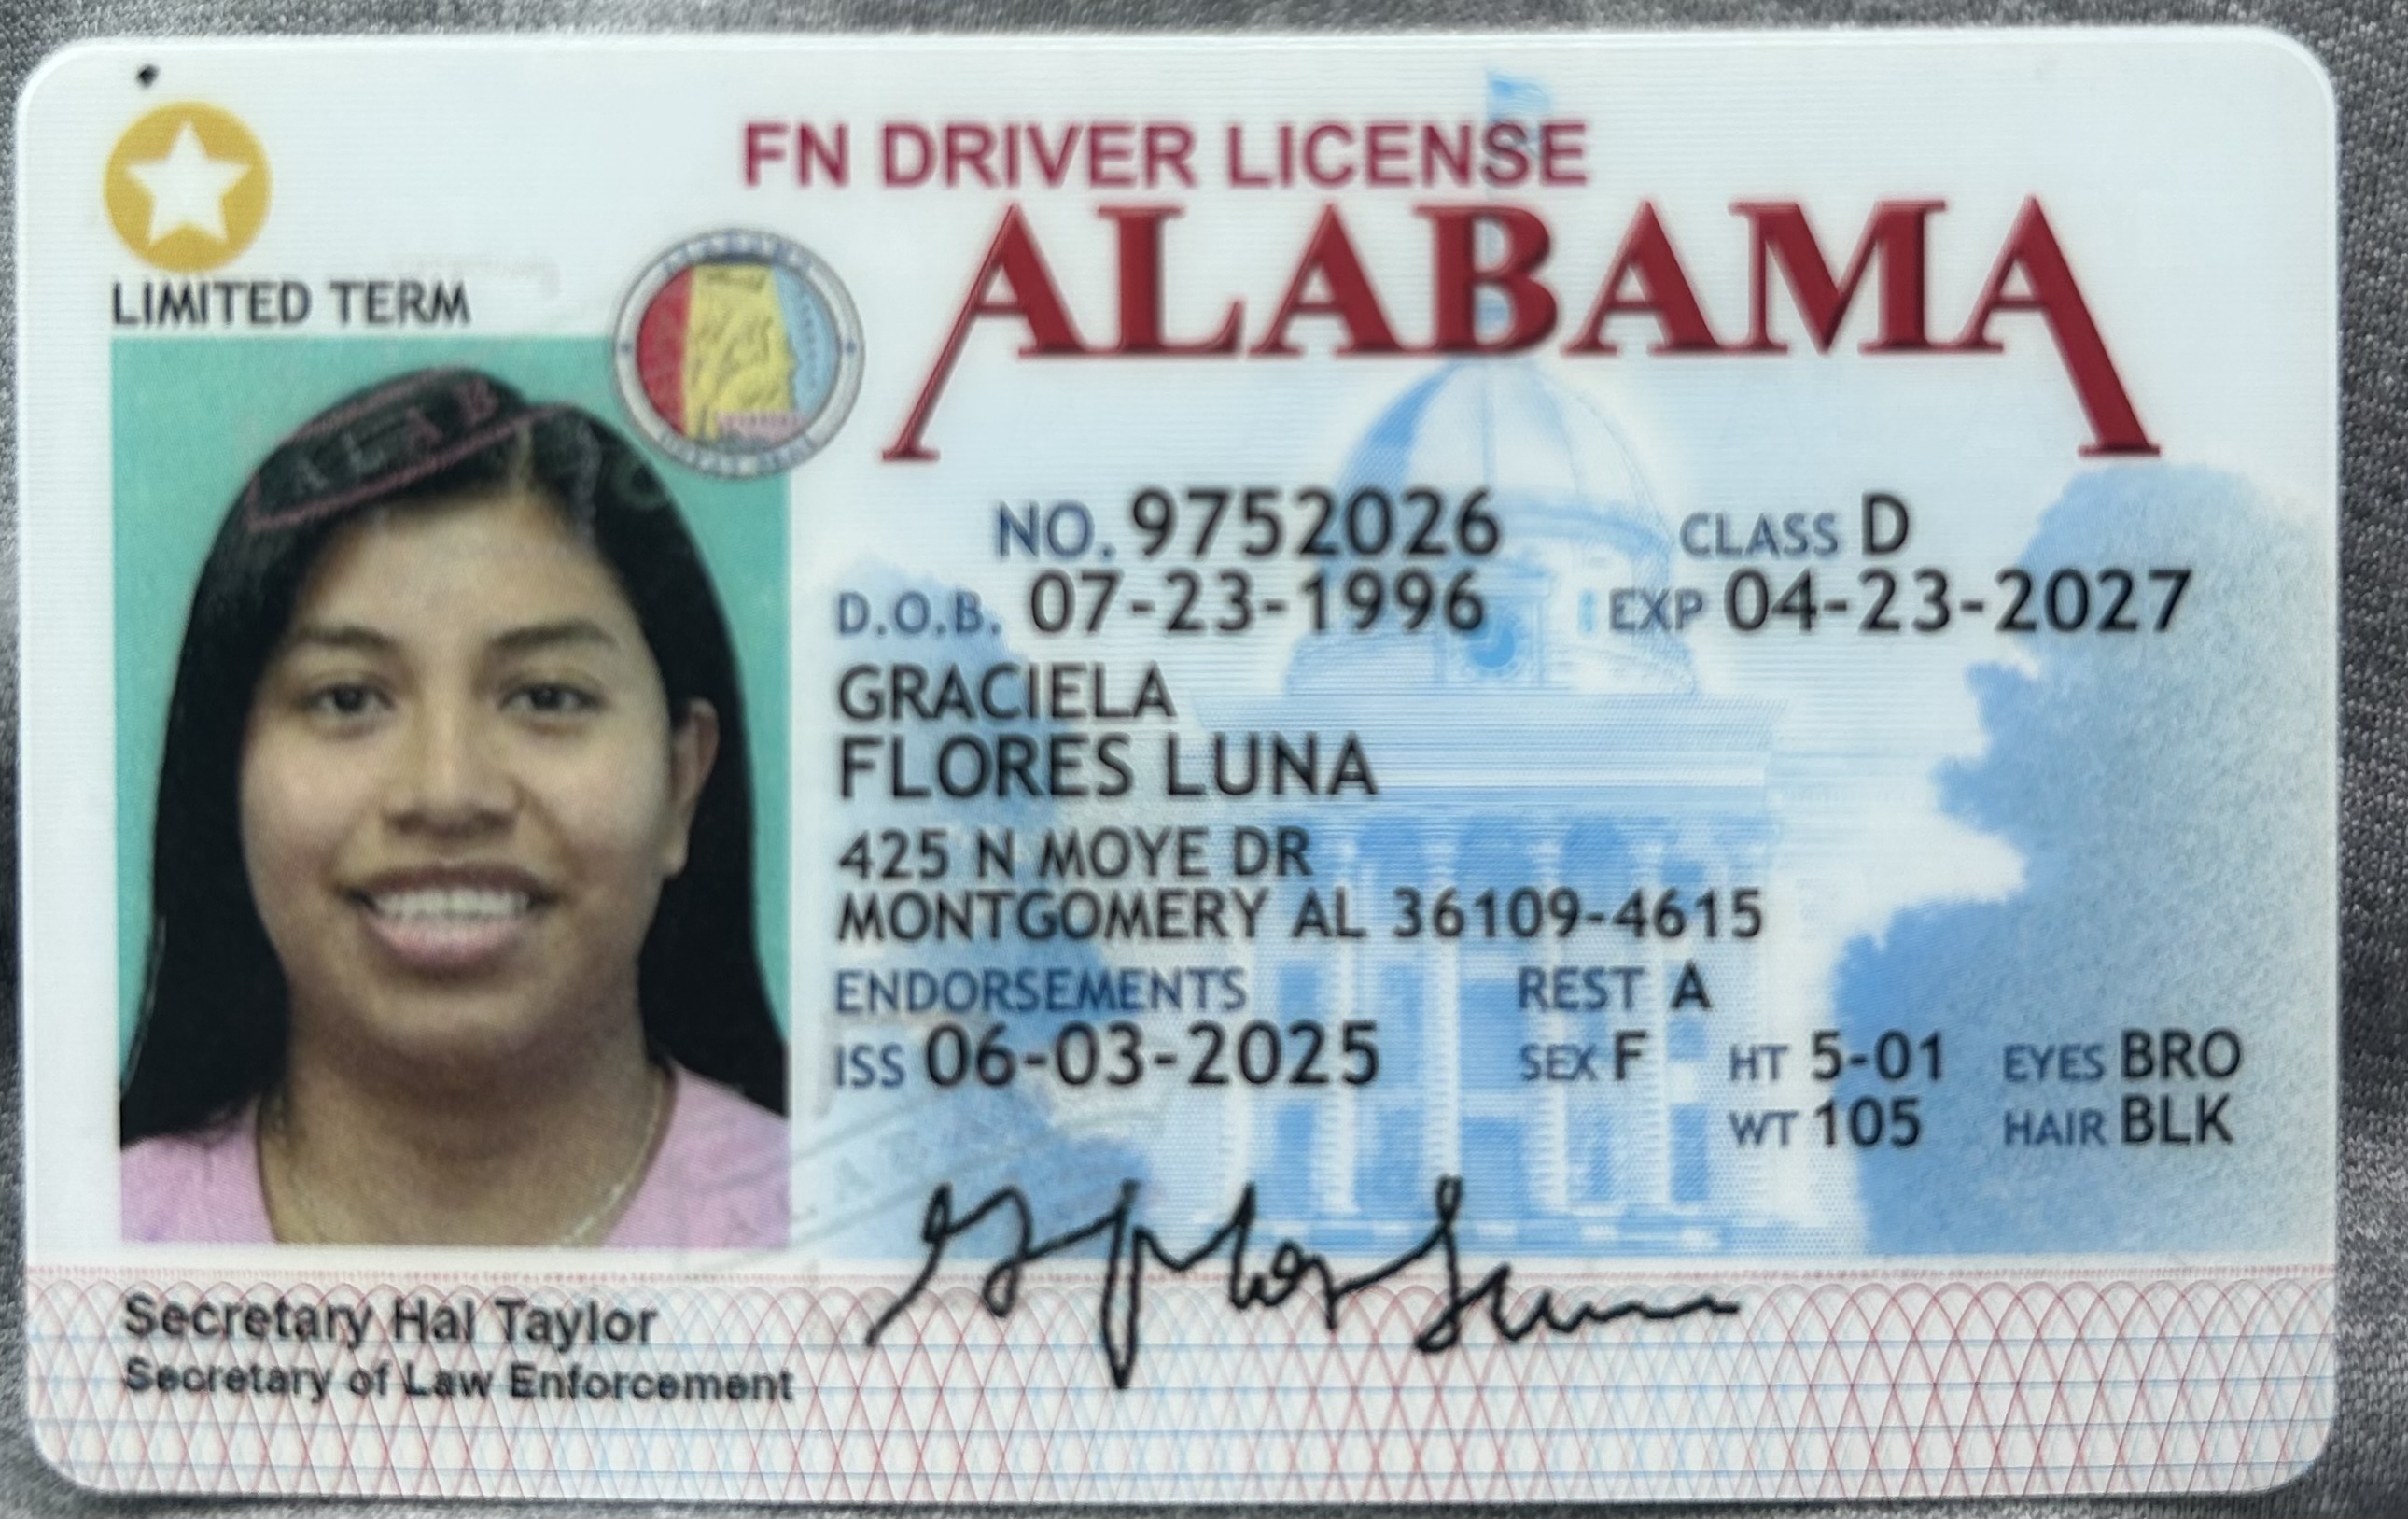 FN DRIVER LICENSE
ALABAMA
LIMITED TERM
NO. 9752026 CLASS D
D.O.B. 07-23-1996 EXP 04-23-2027
GRACIELA
FLORES LUNA
425 N MOYE DR
MONTGOMERY AL 36109-4615
ENDORSEMENTS REST A
ISS 06-03-2025 SEX F HT 5-01 EYES BRO
WT 105 HAIR BLK
Secretary Hal Taylor
Secretary of Law Enforcement